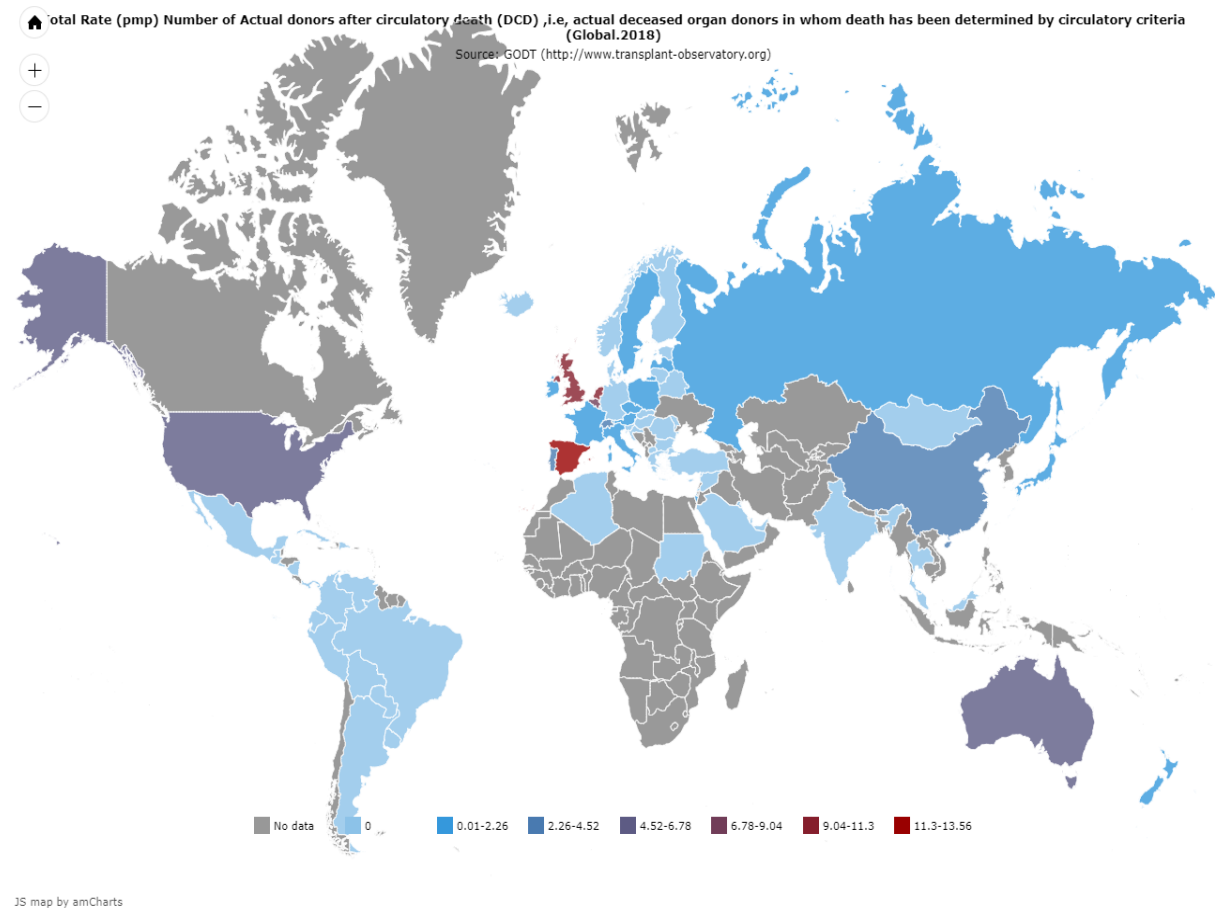 Total Rate (pmp) Number of Actual donors after circulatory death (DCD) ,i.e, actual deceased organ donors in whom death has been determined by circulatory criteria
(Global.2018)
Source: GODT (http://www.transplant-observatory.org)
+
−
No data
0
0.01-2.26
2.26-4.52
4.52-6.78
6.78-9.04
9.04-11.3
11.3-13.56
JS map by amCharts